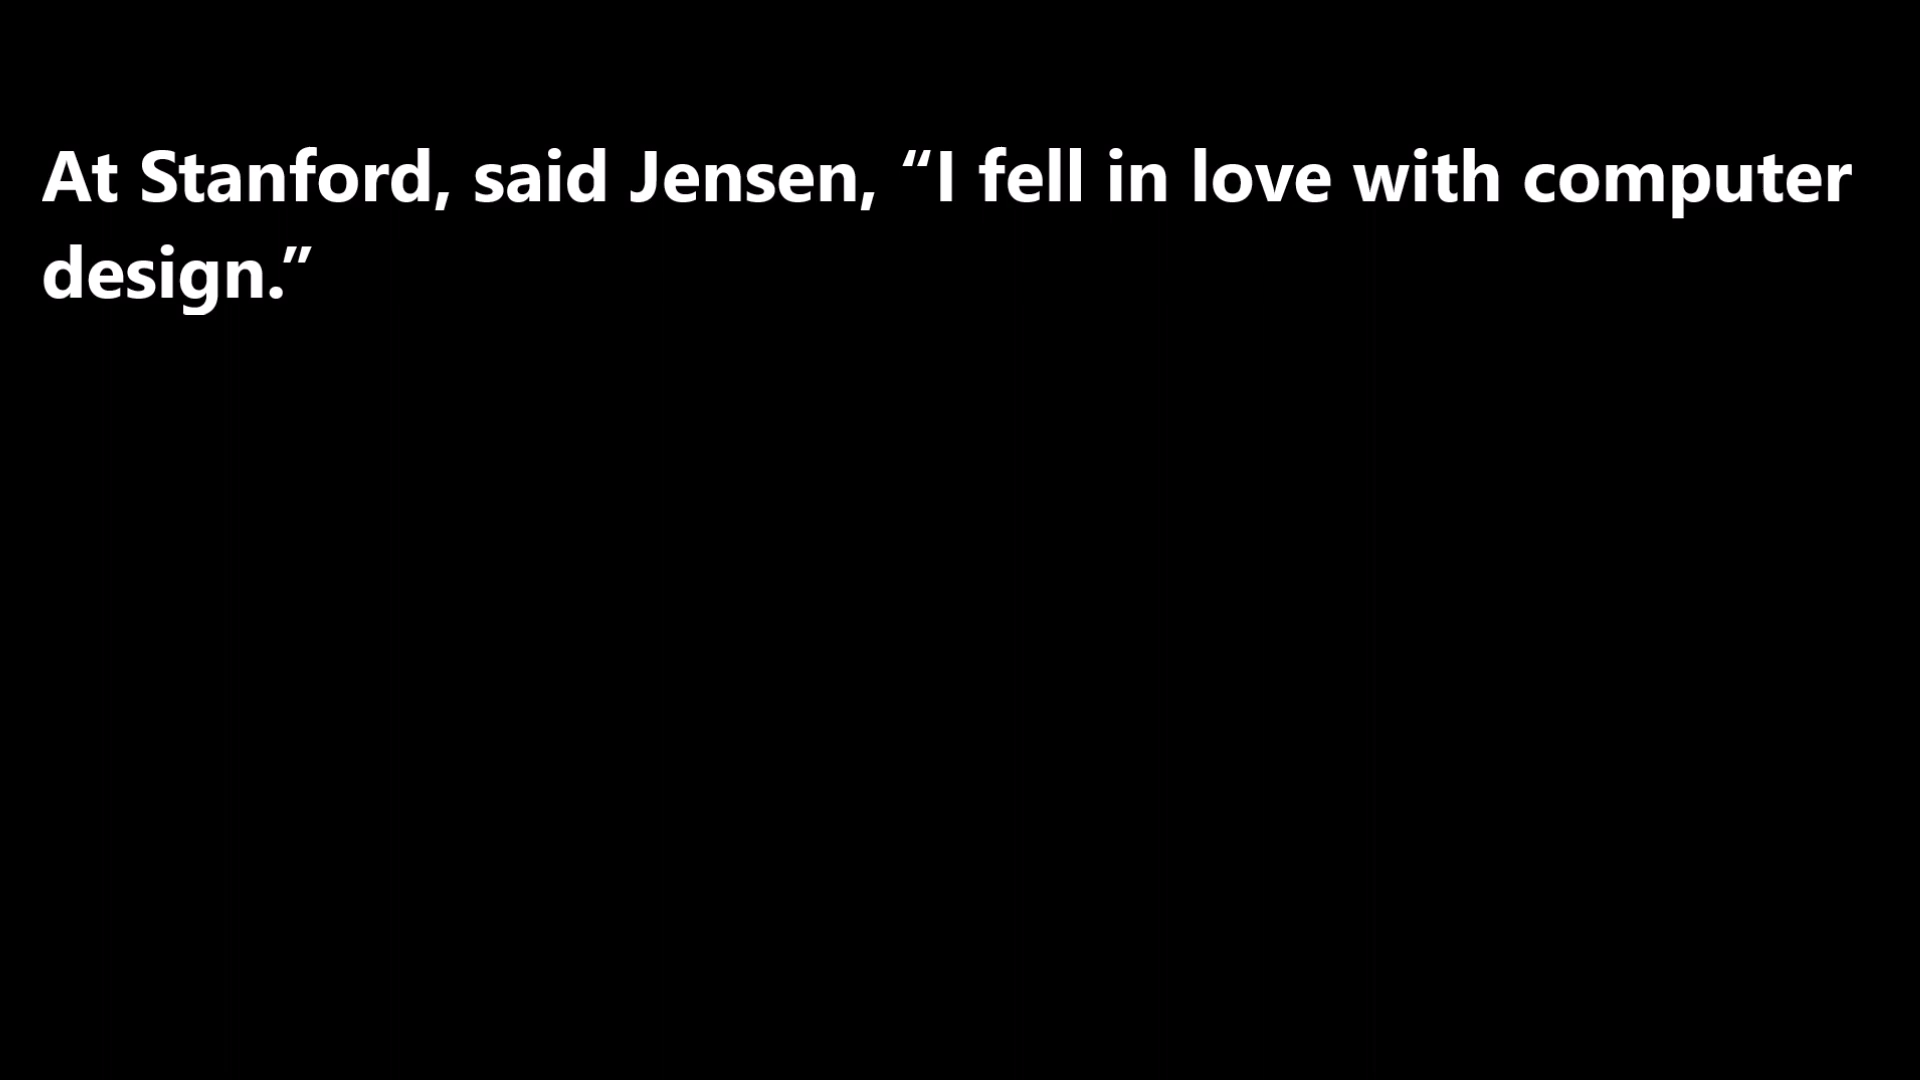 At Stanford, said Jensen, “I fell in love with computer
design.”